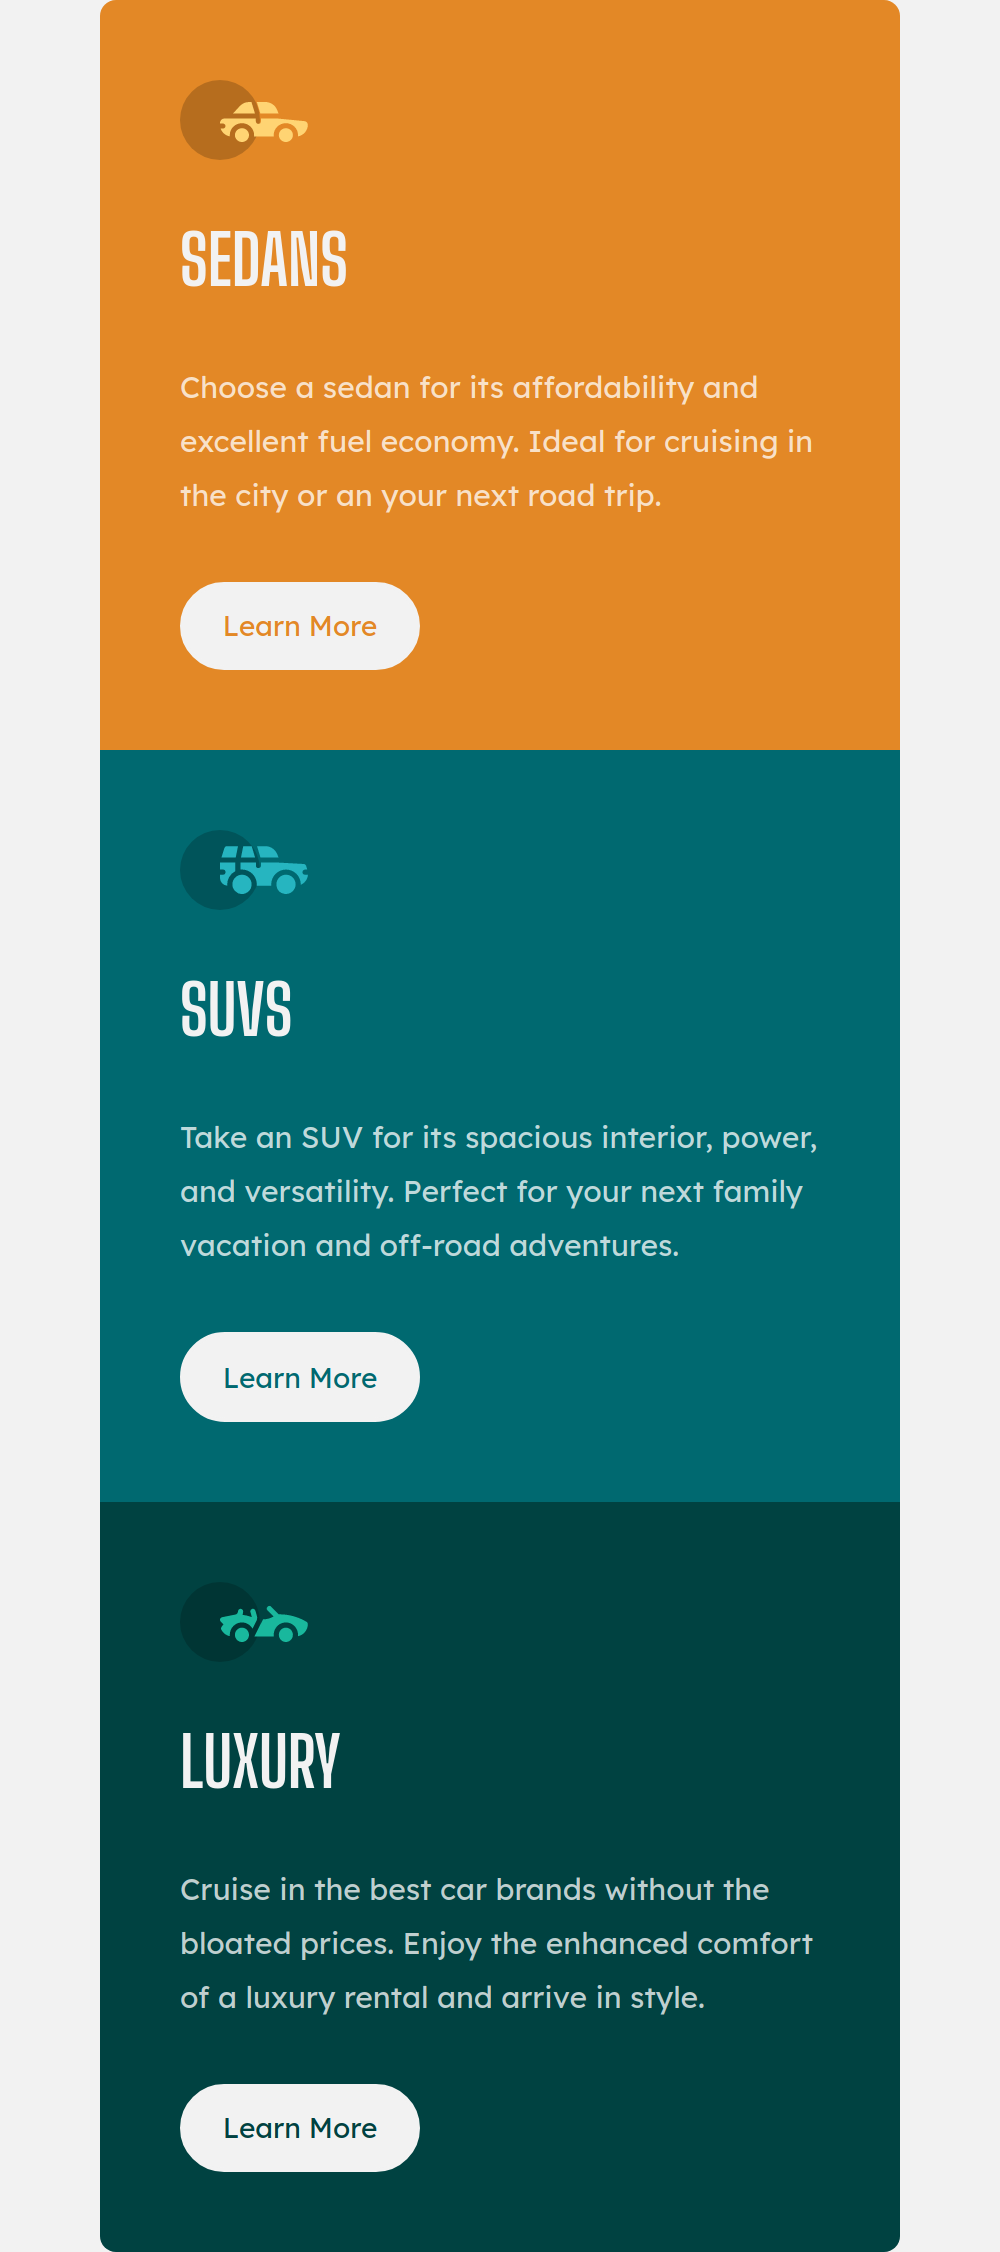 SEDANS
Choose a sedan for its affordability and
excellent fuel economy. Ideal for cruising in
the city or an your next road trip.
Learn More
SUVS
Take an SUV for its spacious interior, power,
and versatility. Perfect for your next family
vacation and off-road adventures.
Learn More
LUXURY
Cruise in the best car brands without the
bloated prices. Enjoy the enhanced comfort
of a luxury rental and arrive in style.
Learn More